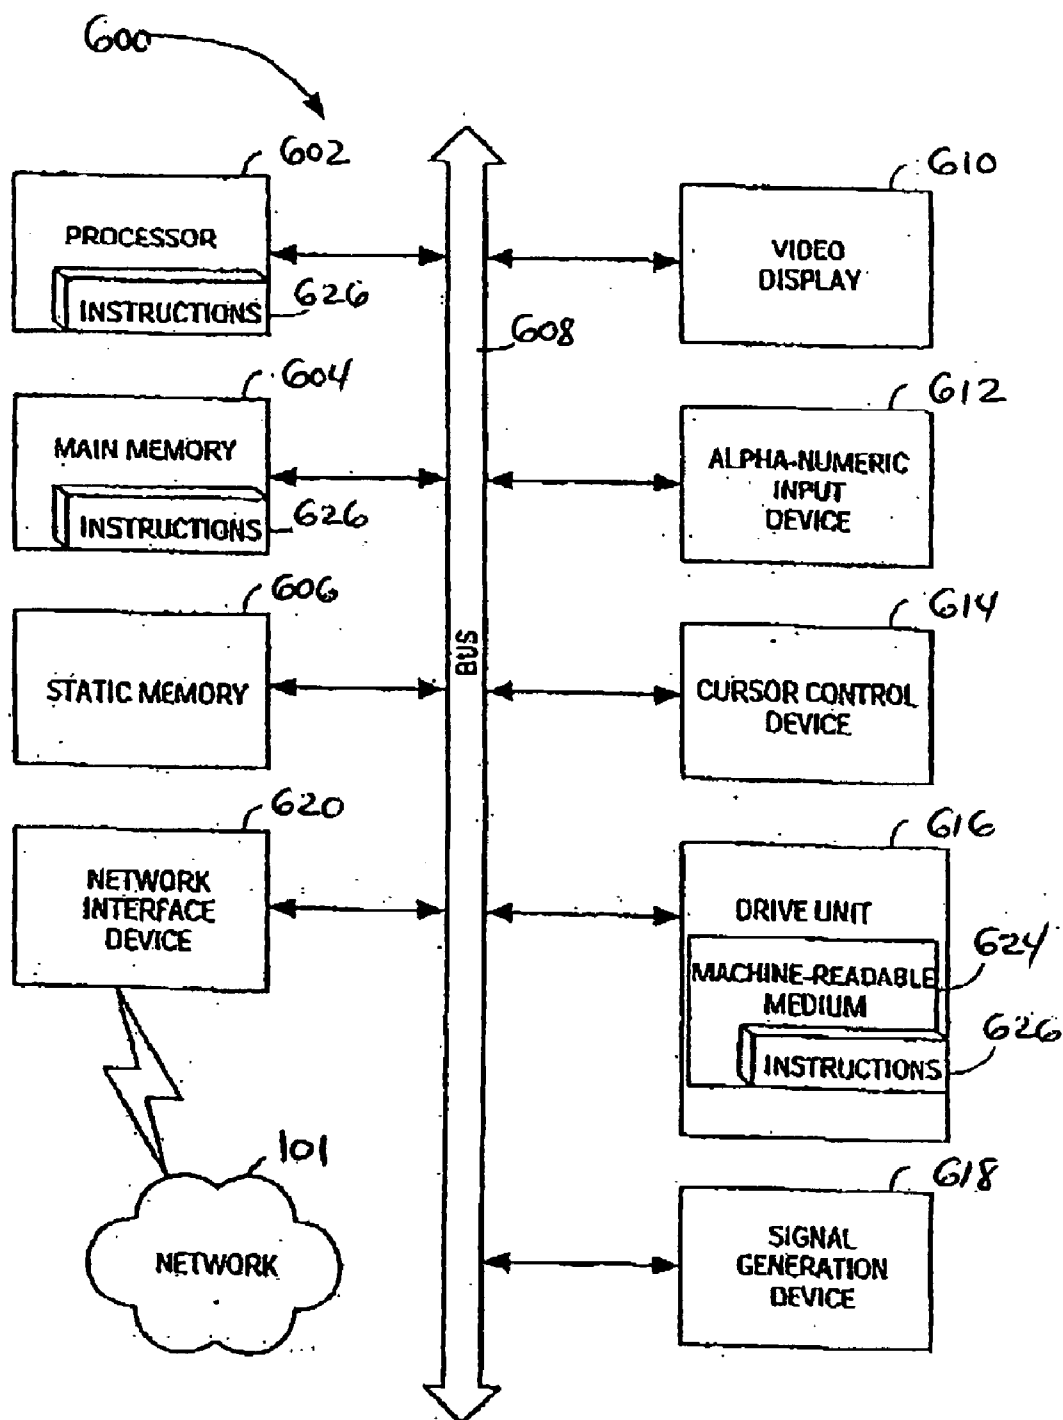 600
602
PROCESSOR
INSTRUCTIONS
626
604
MAIN MEMORY
INSTRUCTIONS
626
606
STATIC MEMORY
620
NETWORK
INTERFACE
DEVICE
101
NETWORK
608
BUS
610
VIDEO
DISPLAY
612
ALPHA-NUMERIC
INPUT
DEVICE
614
CURSOR CONTROL
DEVICE
616
DRIVE UNIT
624
MACHINE-READABLE
MEDIUM
626
INSTRUCTIONS
618
SIGNAL
GENERATION
DEVICE